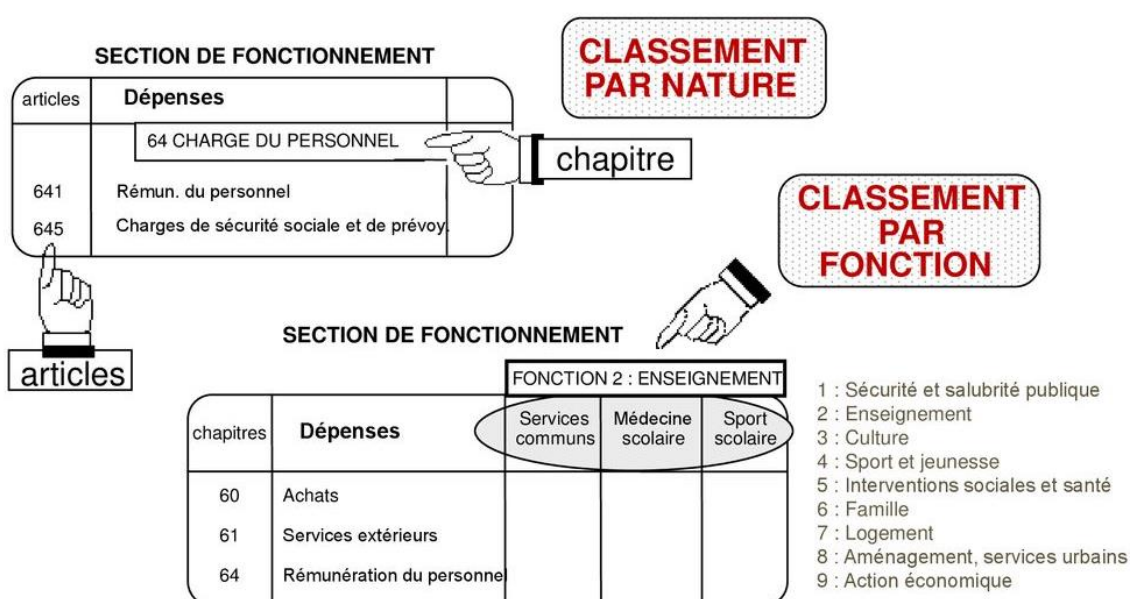 CLASSEMENT
PAR NATURE
SECTION DE FONCTIONNEMENT
articles
Dépenses
64 CHARGE DU PERSONNEL
chapitre
641
Rémun. du personnel
645
Charges de sécurité sociale et de prévoy.
articles
CLASSEMENT
PAR
FONCTION
SECTION DE FONCTIONNEMENT
FONCTION 2 : ENSEIGNEMENT
chapitres
Dépenses
Services
communs
Médecine
scolaire
Sport
scolaire
60
Achats
61
Services extérieurs
64
Rémunération du personnel
1 : Sécurité et salubrité publique
2 : Enseignement
3 : Culture
4 : Sport et jeunesse
5 : Interventions sociales et santé
6 : Famille
7 : Logement
8 : Aménagement, services urbains
9 : Action économique